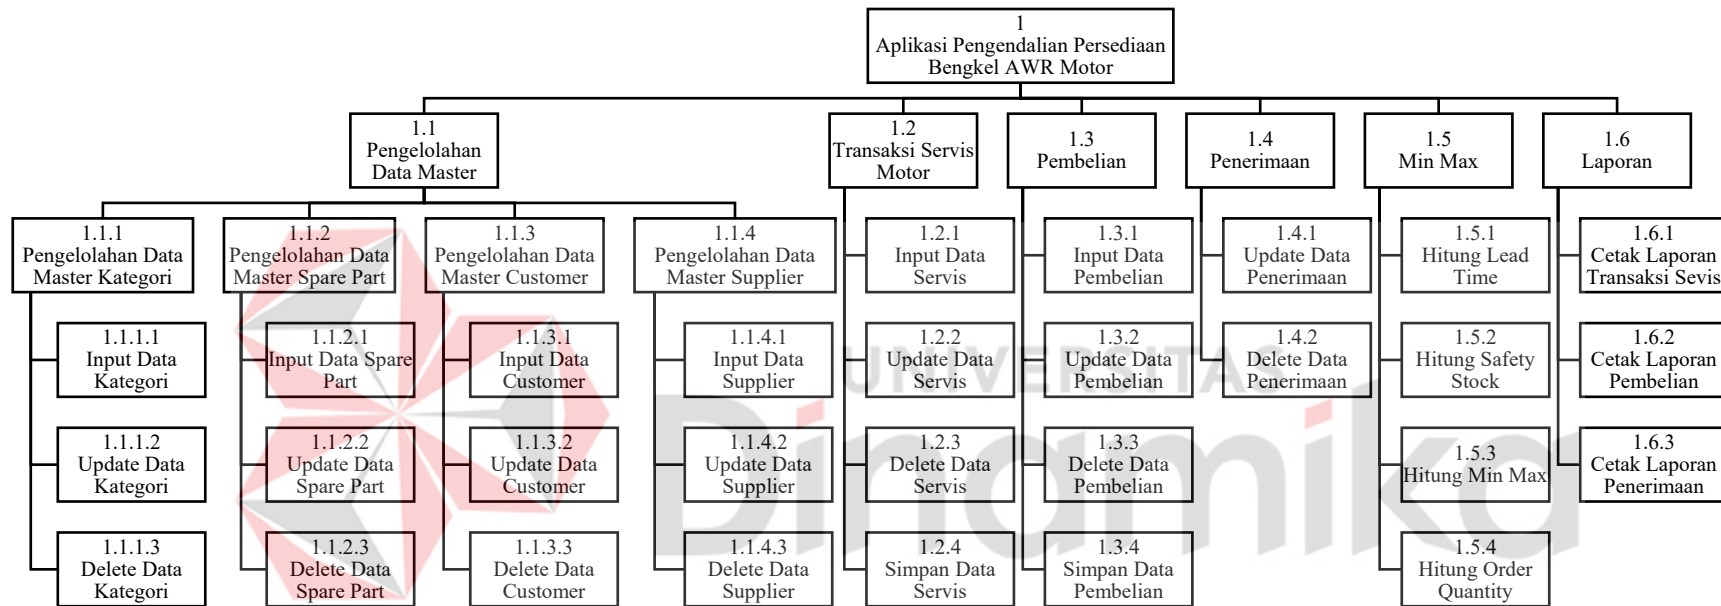 1
Aplikasi Pengendalian Persediaan
Bengkel AWR Motor
1.1
Pengelolahan
Data Master
1.2
Transaksi Servis
Motor
1.3
Pembelian
1.4
Penerimaan
1.5
Min Max
1.6
Laporan
1.1.1
Pengelolahan Data
Master Kategori
1.1.2
Pengelolahan Data
Master Spare Part
1.1.3
Pengelolahan Data
Master Customer
1.1.4
Pengelolahan Data
Master Supplier
1.2.1
Input Data
Servis
1.3.1
Input Data
Pembelian
1.4.1
Update Data
Penerimaan
1.5.1
Hitung Lead
Time
1.6.1
Cetak Laporan
Transaksi Sevis
1.1.1.1
Input Data
Kategori
1.1.2.1
Input Data Spare
Part
1.1.3.1
Input Data
Customer
1.1.4.1
Input Data
Supplier
1.2.2
Update Data
Servis
1.3.2
Update Data
Pembelian
1.4.2
Delete Data
Penerimaan
1.5.2
Hitung Safety
Stock
1.6.2
Cetak Laporan
Pembelian
1.1.1.2
Update Data
Kategori
1.1.2.2
Update Data
Spare Part
1.1.3.2
Update Data
Customer
1.1.4.2
Update Data
Supplier
1.2.3
Delete Data
Servis
1.3.3
Delete Data
Pembelian
1.5.3
Hitung Min Max
1.6.3
Cetak Laporan
Penerimaan
1.1.1.3
Delete Data
Kategori
1.1.2.3
Delete Data
Spare Part
1.1.3.3
Delete Data
Customer
1.1.4.3
Delete Data
Supplier
1.2.4
Simpan Data
Servis
1.3.4
Simpan Data
Pembelian
1.5.4
Hitung Order
Quantity
UNIVERSITAS
Dinamika